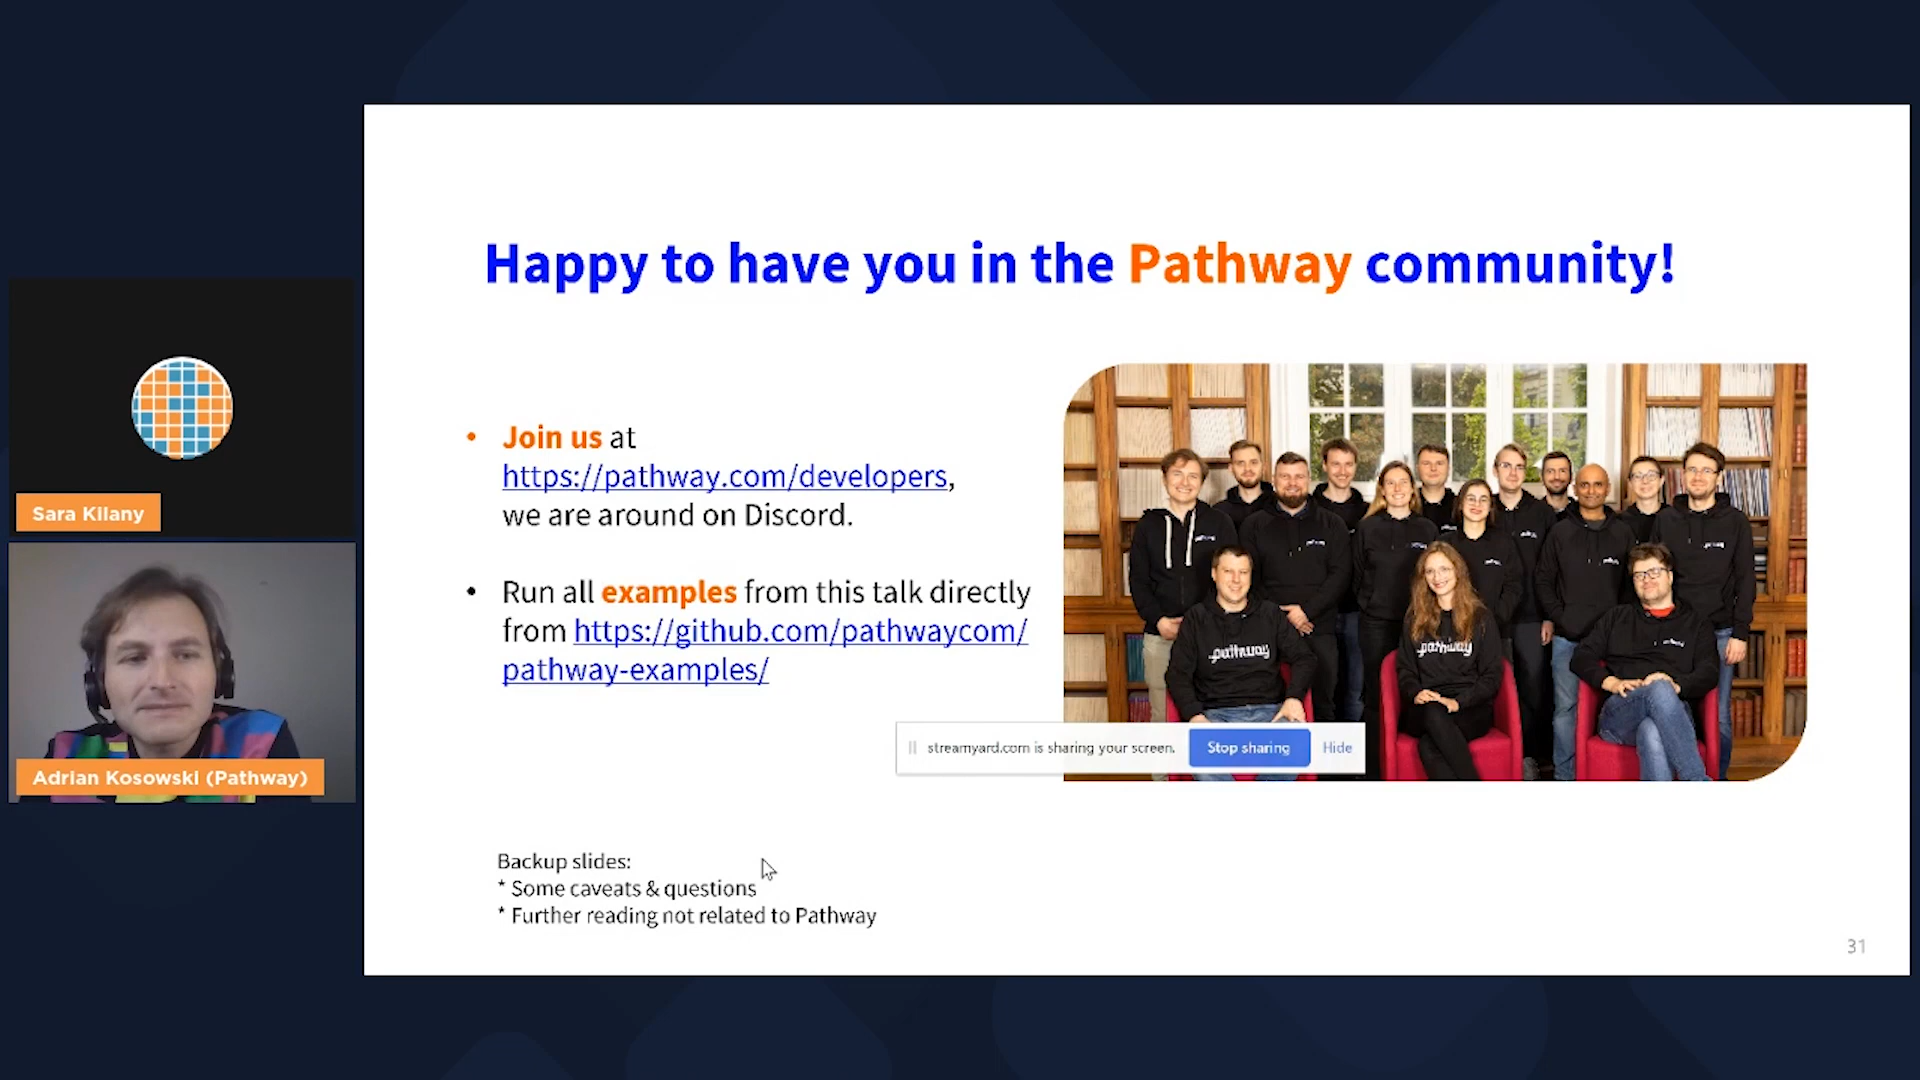 Happy to have you in the Pathway community!
• Join us at
https://pathway.com/developers,
we are around on Discord.
• Run all examples from this talk directly
from https://github.com/pathwaycom/
pathway-examples/
Sara Kilany
Adrian Kosowski (Pathway)
pathway
pathway
streamyard.com is sharing your screen.
Stop sharing
Hide
Backup slides:
* Some caveats & questions
* Further reading not related to Pathway
31